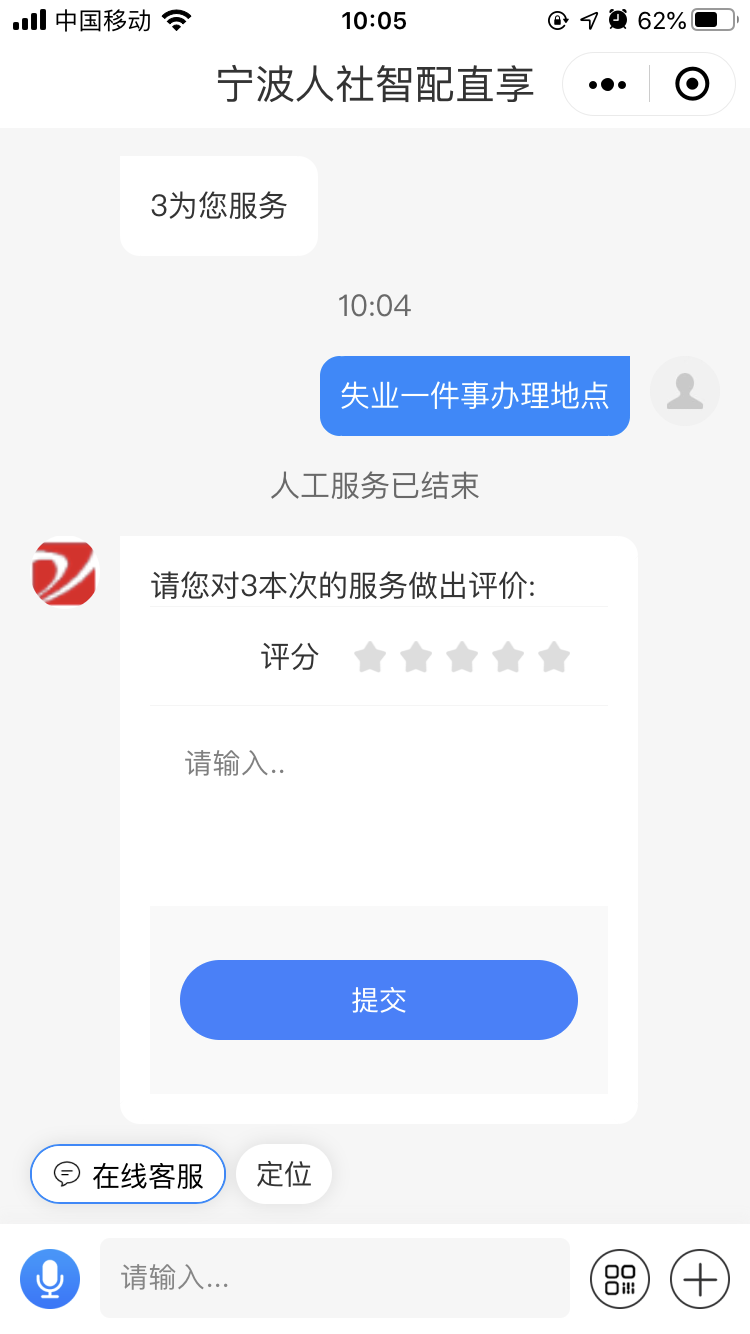 中国移动
10:05
62%
宁波人社智配直享
3为您服务
10:04
失业一件事办理地点
人工服务已结束
请您对3本次的服务做出评价:
评分
请输入..
提交
在线客服
定位
请输入...